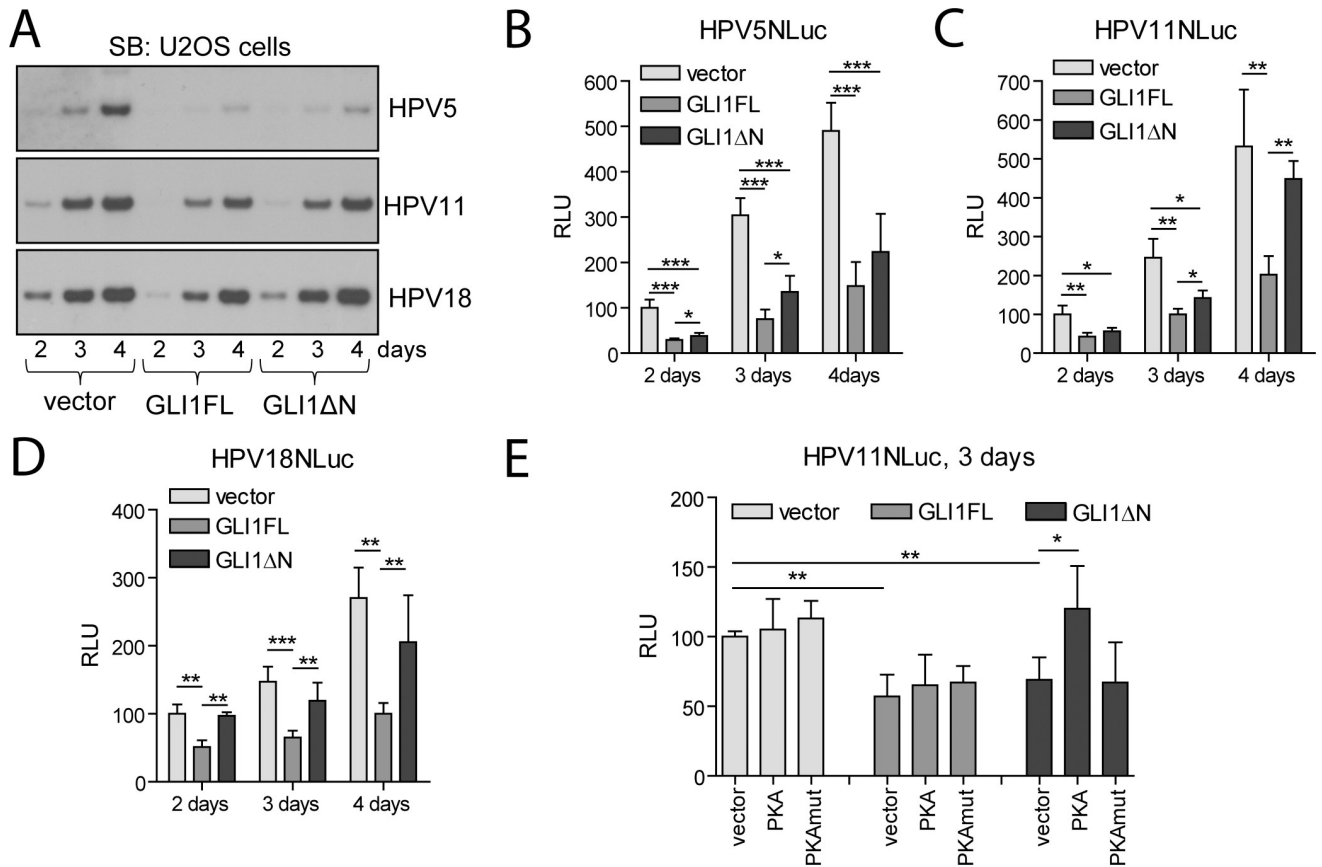 A
SB: U2OS cells
HPV5
HPV11
HPV18
2 3 4 2 3 4 2 3 4 days
vector GLI1FL GLI1ΔN
B
HPV5NLuc
vector
GLI1FL
GLI1ΔN
RLU
600
500
400
300
200
100
0
*** *** *
*** *** *
*** ***
2 days 3 days 4days
C
HPV11NLuc
vector
GLI1FL
GLI1ΔN
RLU
700
600
500
400
300
200
100
0
* **
* ** *
** **
2 days 3 days 4 days
D
HPV18NLuc
vector
GLI1FL
GLI1ΔN
RLU
400
300
200
100
0
** **
*** **
** **
2 days 3 days 4 days
E
HPV11NLuc, 3 days
vector GLI1FL GLI1ΔN
RLU
200
150
100
50
0
** ** *
vector PKA PKAmut vector PKA PKAmut vector PKA PKAmut